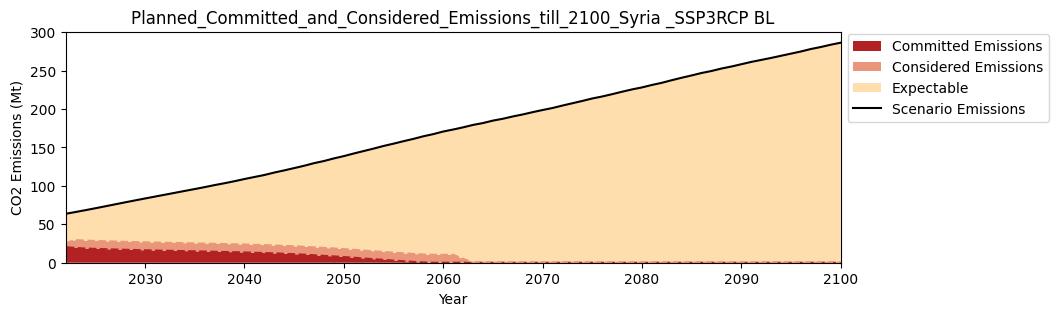 Planned_Committed_and_Considered_Emissions_till_2100_Syria _SSP3RCP BL
CO2 Emissions (Mt)
300
250
200
150
100
50
0
2030 2040 2050 2060 2070 2080 2090 2100
Year
Committed Emissions
Considered Emissions
Expectable
Scenario Emissions